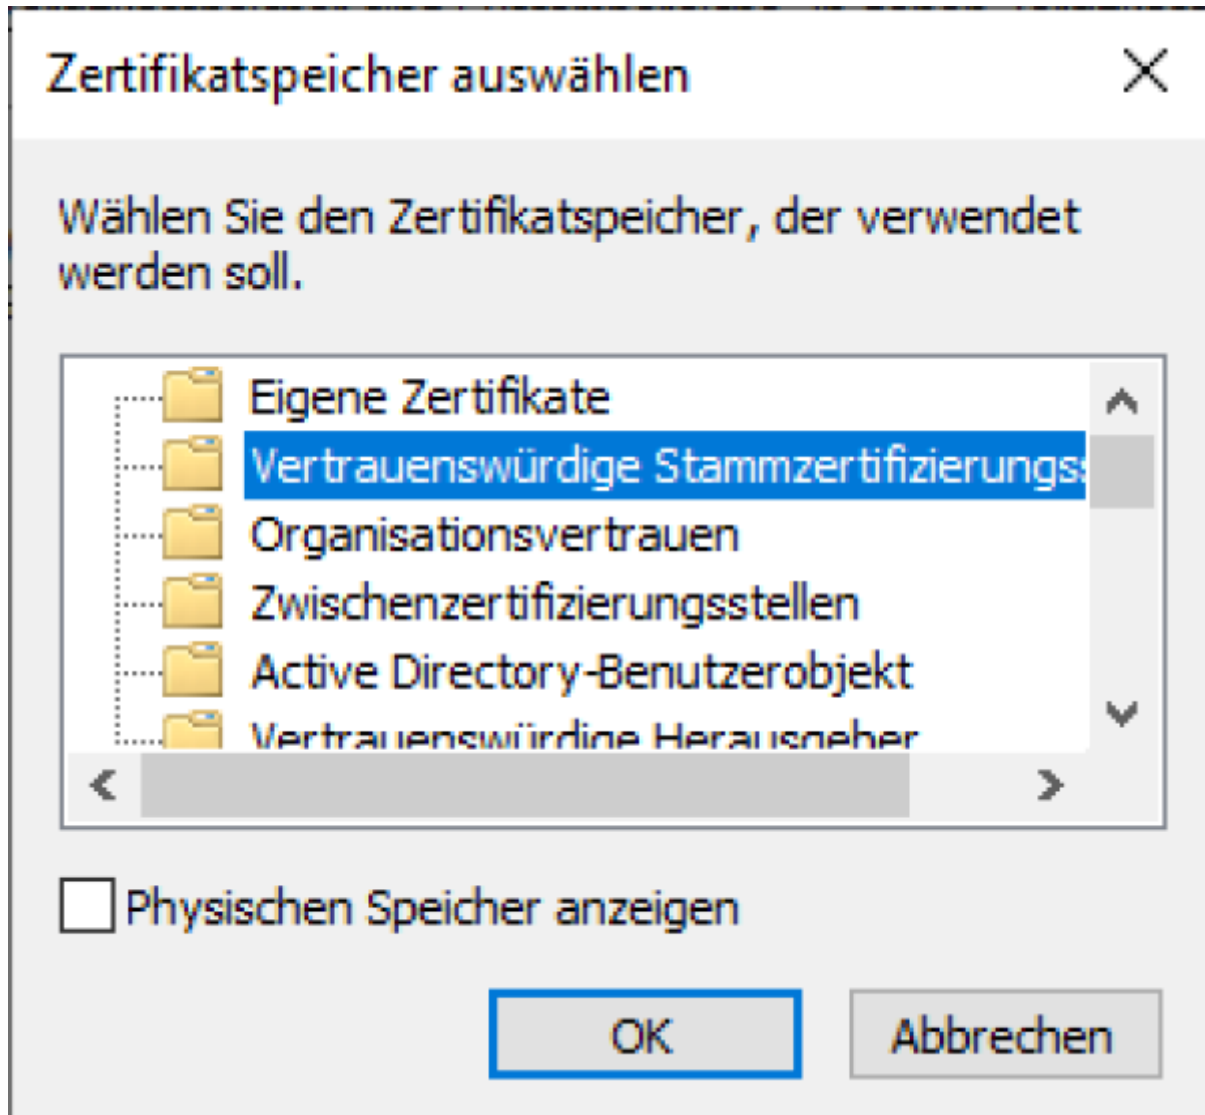 Zertifikatspeicher auswählen
Wählen Sie den Zertifikatspeicher, der verwendet
werden soll.
Eigene Zertifikate
Vertrauenswürdige Stammzertifizierungss
Organisationsvertrauen
Zwischenzertifizierungsstellen
Active Directory-Benutzerobjekt
Vertrauenswürdige Herausgeber
Physischen Speicher anzeigen
OK
Abbrechen